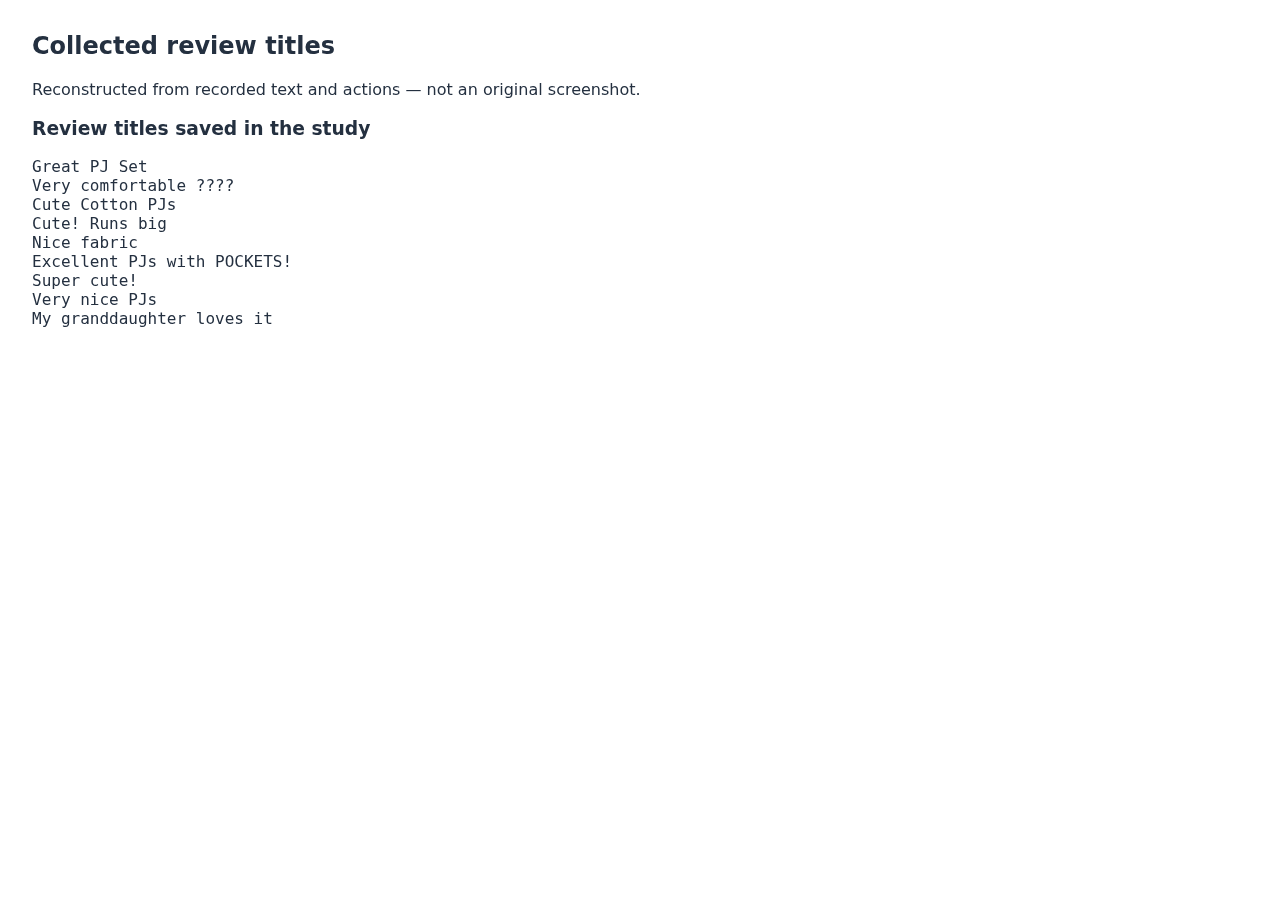 Collected review titles
Reconstructed from recorded text and actions — not an original screenshot.
Review titles saved in the study
Great PJ Set
Very comfortable ????
Cute Cotton PJs
Cute! Runs big
Nice fabric
Excellent PJs with POCKETS!
Super cute!
Very nice PJs
My granddaughter loves it